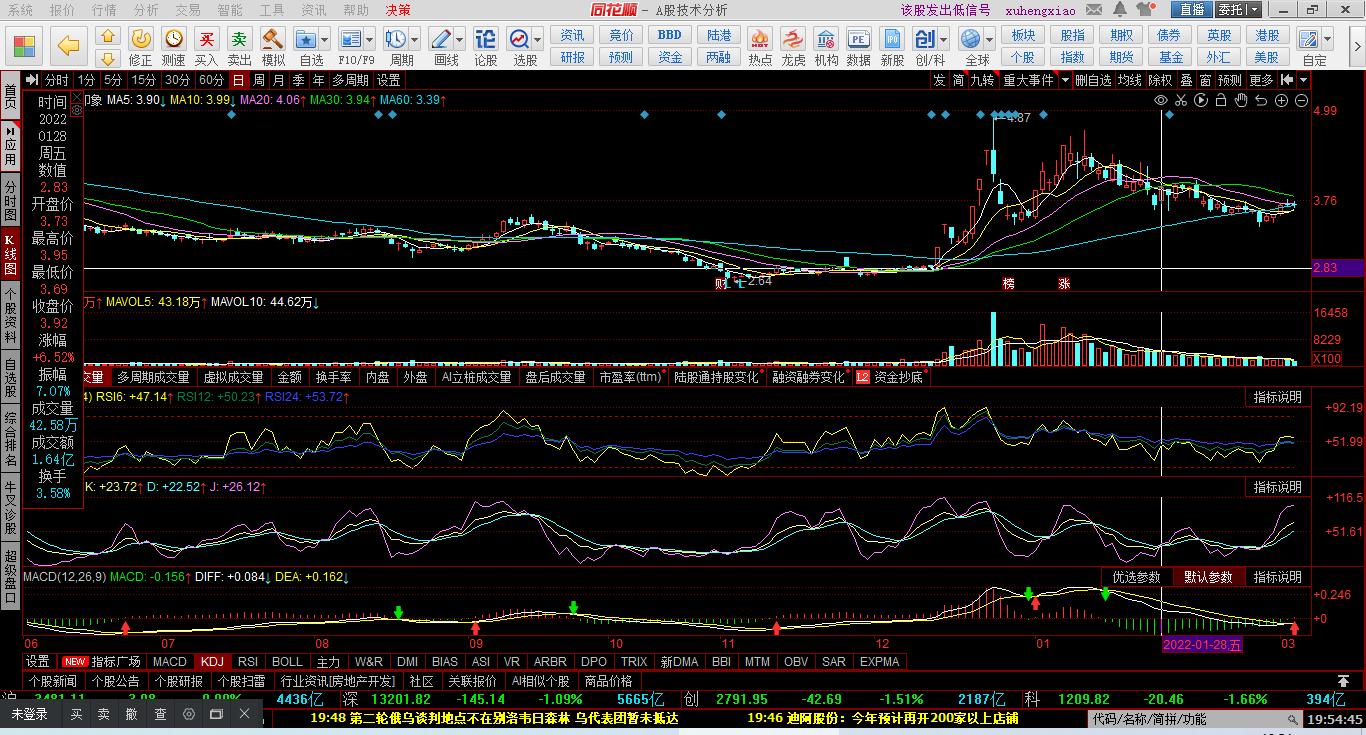 系统 报价 行情 分析 交易 智能 工具 资讯 帮助 决策 同花顺 - A股技术分析 该股发出低信号 xuhengxiao 直播 委托
修正 测速 买入 卖出 模拟 自选 F10/F9 周期 画线 论股 选股 热点 龙虎 机构 数据 新股 创/科 全球 自定
资讯 竞价 BBD 陆港 板块 股指 期权 债券 英股 港股
研报 预测 资金 两融 个股 指数 期货 基金 外汇 美股
分时 1分 5分 15分 30分 60分 日 周 月 季 年 多周期 设置 发 简 九转 重大事件 删自选 均线 除权 叠 窗 预测 更多
首页
应用
分时图
K线图
个股资料
自选股
综合排名
牛叉诊股
超级盘口
时间
2022
0128
周五
数值
2.83
开盘价
3.73
最高价
3.95
最低价
3.69
收盘价
3.92
涨幅
+6.52%
振幅
7.07%
成交量
42.58万
成交额
1.64亿
换手
3.58%
印象 MA5: 3.90↓ MA10: 3.99↓ MA20: 4.06↑ MA30: 3.94↑ MA60: 3.39↑
4.99
4.87
3.76
2.83
2.64
财 榜 涨
万↑ MAVOL5: 43.18万↑ MAVOL10: 44.62万↓
16458
8229
X100
交量 多周期成交量 虚拟成交量 金额 换手率 内盘 外盘 AI立桩成交量 盘后成交量 市盈率(ttm) 陆股通持股变化 融资融券变化 L2 资金抄底
4) RSI6: +47.14↑ RSI12: +50.23↑ RSI24: +53.72↑ 指标说明
+92.19
+51.99
K: +23.72↑ D: +22.52↑ J: +26.12↑ 指标说明
+116.5
+51.61
MACD(12,26,9) MACD: -0.156↑ DIFF: +0.084↓ DEA: +0.162↓ 优选参数 默认参数 指标说明
+0.246
+0
06 07 08 09 10 11 12 01 2022-01-28,五 03
设置 NEW 指标广场 MACD KDJ RSI BOLL 主力 W&R DMI BIAS ASI VR ARBR DPO TRIX 新DMA BBI MTM OBV SAR EXPMA
个股新闻 个股公告 个股研报 个股扫雷 行业资讯[房地产开发] 社区 关联报价 AI相似个股 商品价格
沪 3481.11 4436亿 深 13201.82 -145.14 -1.09% 5665亿 创 2791.95 -42.69 -1.51% 2187亿 科 1209.82 -20.46 -1.66% 394亿
未登录 买 卖 撤 查 19:48 第二轮俄乌谈判地点不在别洛韦日森林 乌代表团暂未抵达 19:46 迪阿股份：今年预计再开200家以上店铺 代码/名称/简拼/功能 19:54:45